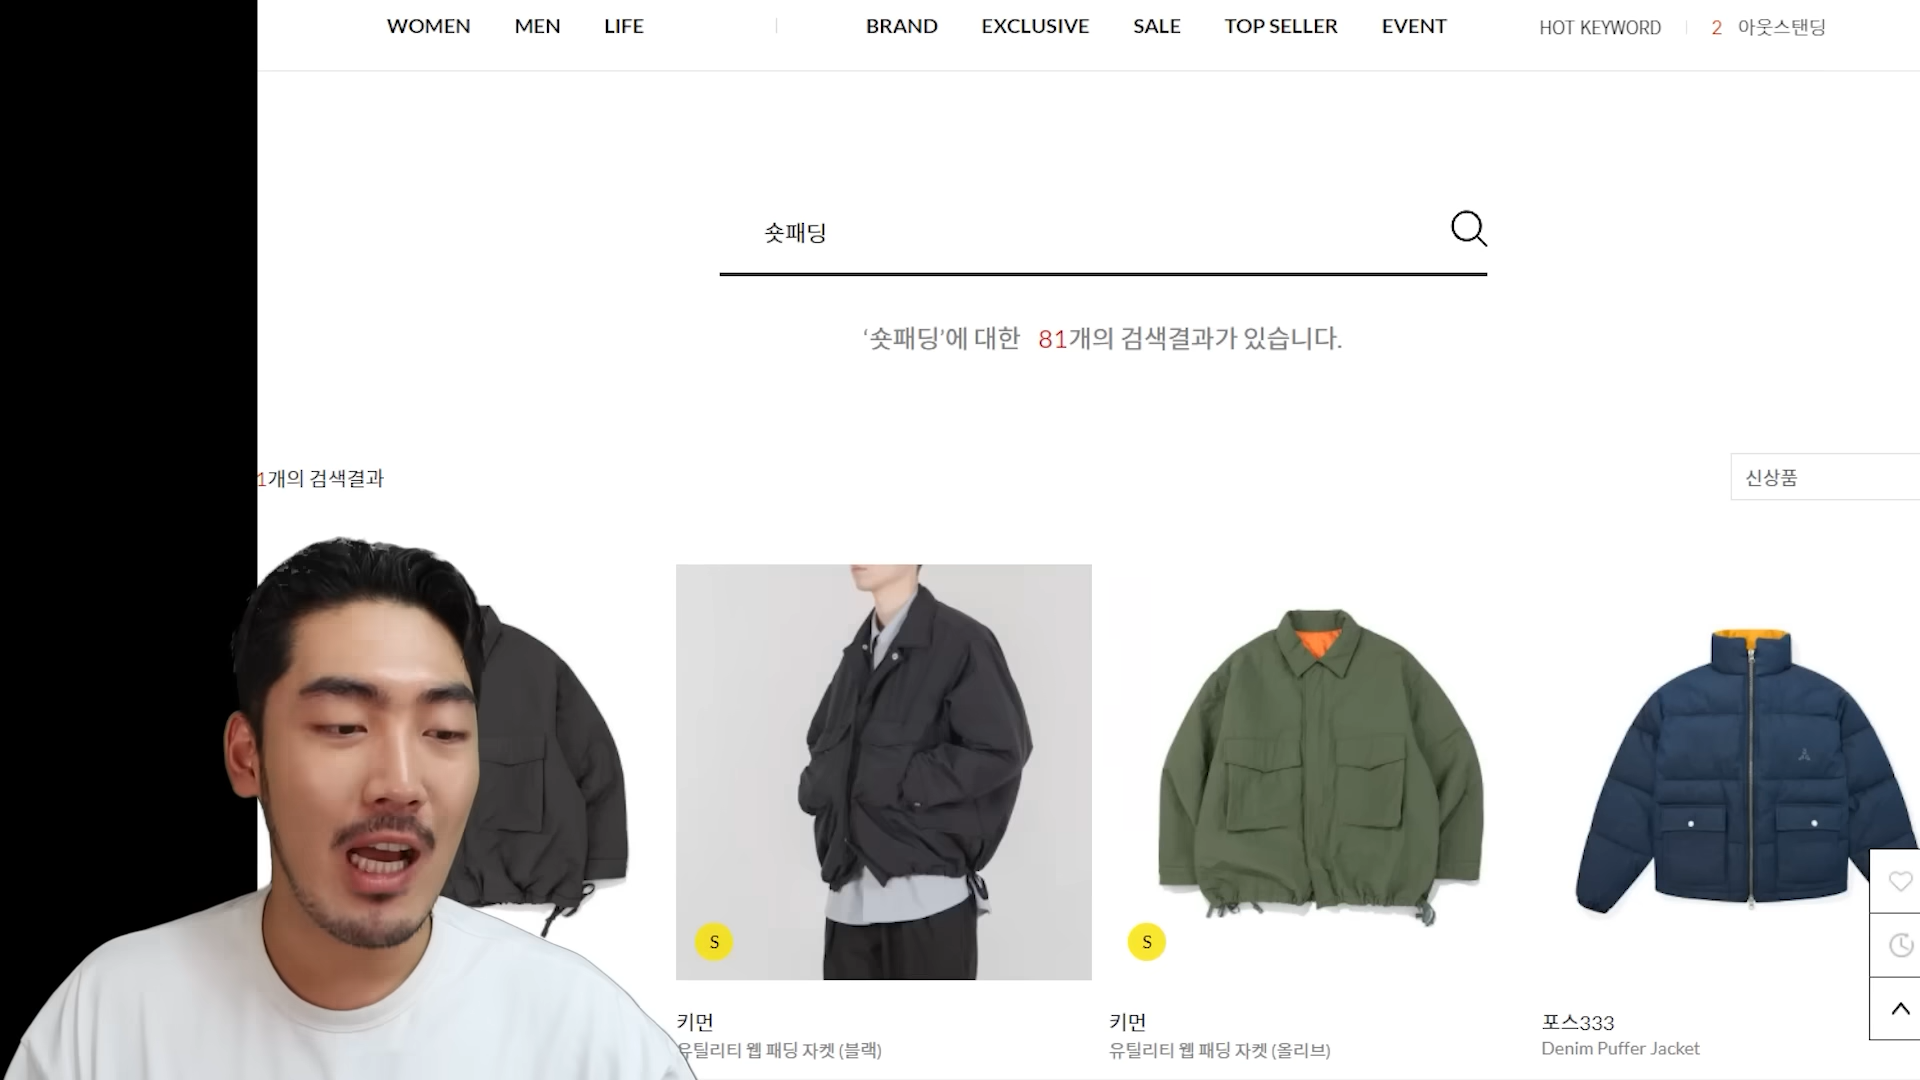 WOMEN MEN LIFE BRAND EXCLUSIVE SALE TOP SELLER EVENT HOT KEYWORD 2 아웃스탠딩
숏패딩
‘숏패딩’에 대한 81개의 검색결과가 있습니다.
1개의 검색결과
신상품
S
S
키먼
키먼
포스333
유틸리티 웹 패딩 자켓 (블랙)
유틸리티 웹 패딩 자켓 (올리브)
Denim Puffer Jacket